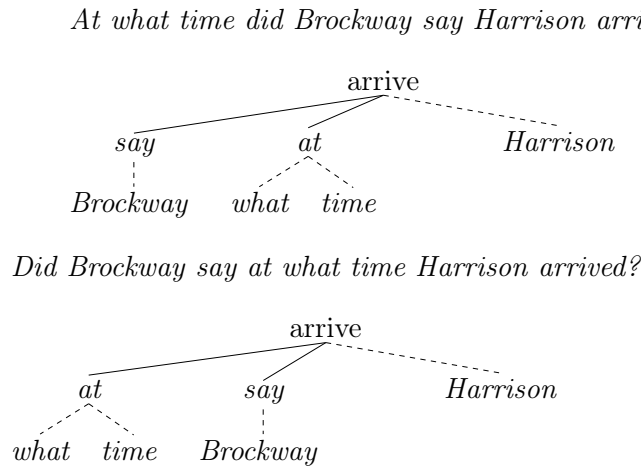 At what time did Brockway say Harrison arri
arrive
say at Harrison
Brockway what time
Did Brockway say at what time Harrison arrived?
arrive
at say Harrison
what time Brockway